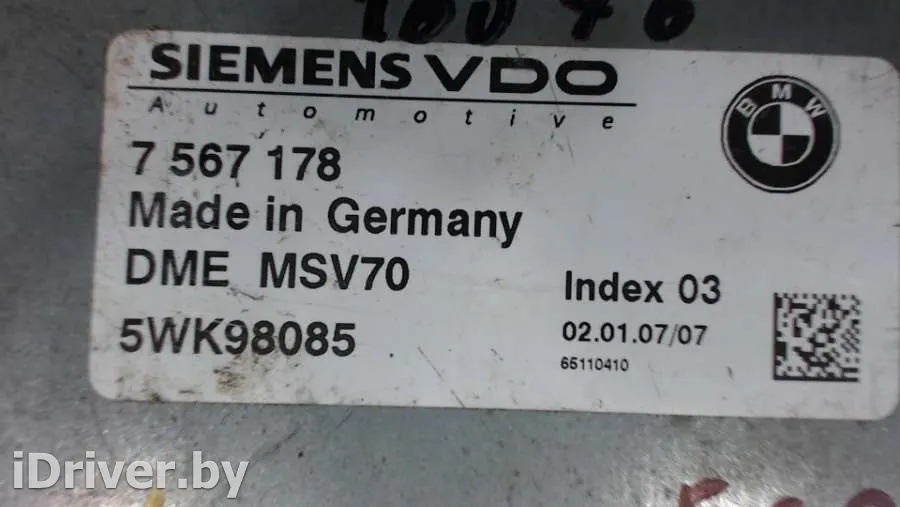 SIEMENS VDO
Automotive
BMW
7 567 178
Made in Germany
DME MSV70
Index 03
5WK98085
02.01.07/07
65110410
iDriver.by